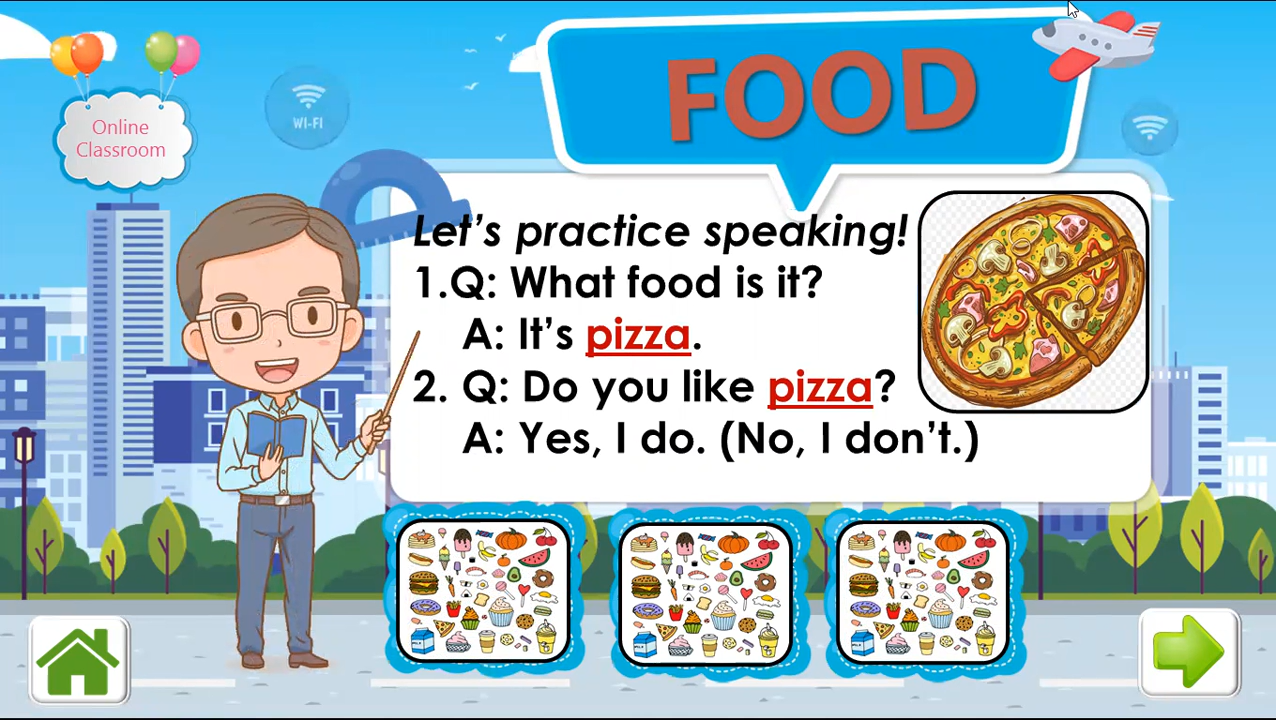 FOOD
Online
Classroom
WI-FI
Let's practice speaking!
1.Q: What food is it?
A: It's pizza.
2. Q: Do you like pizza?
A: Yes, I do. (No, I don't.)